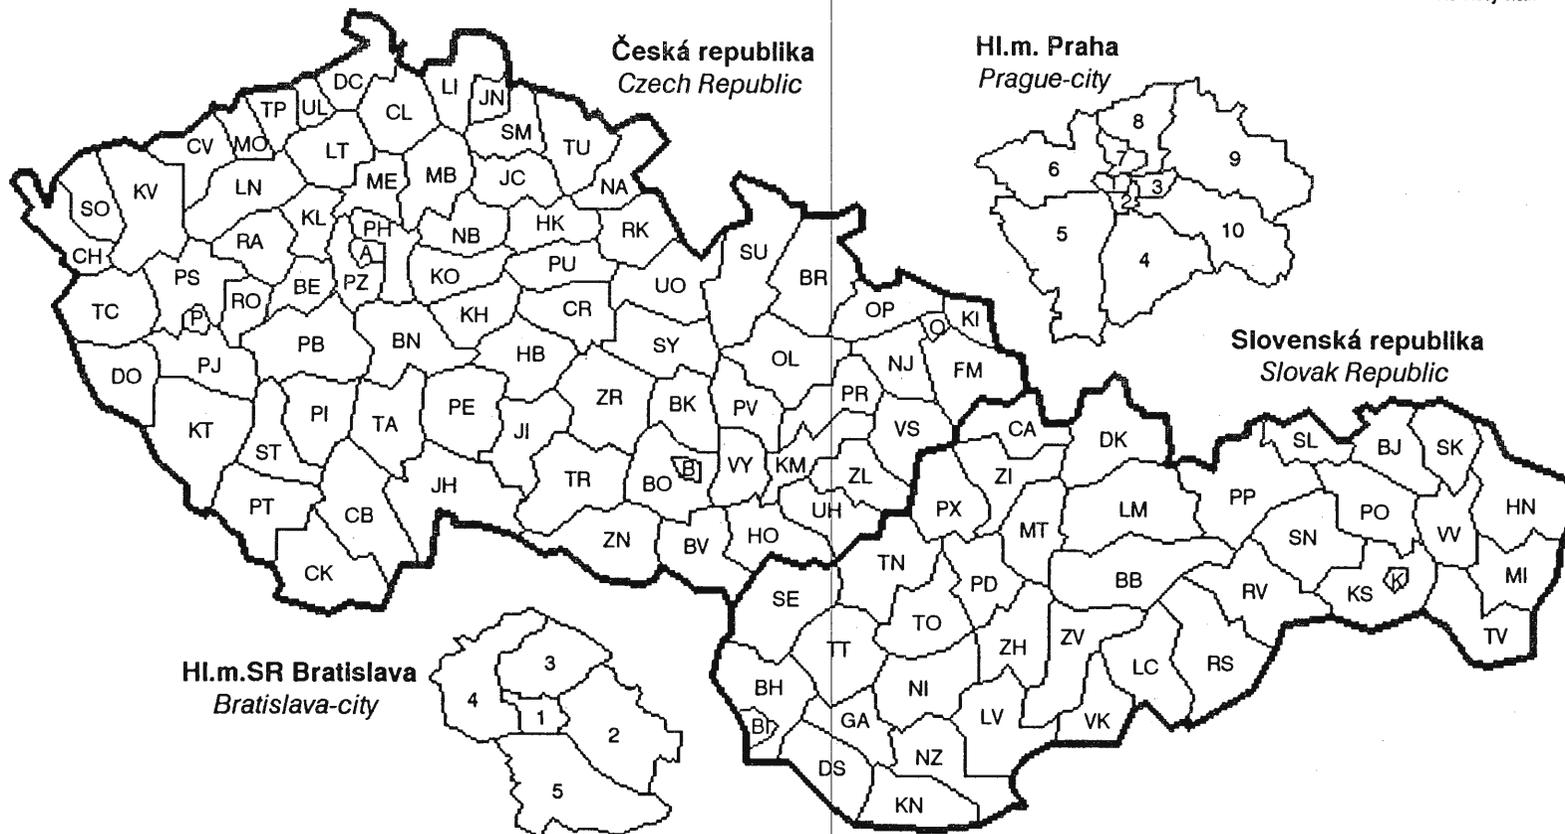 Česká republika
Czech Republic
Hl.m. Praha
Prague-city
8
7
6
9
1
3
2
5
10
4
Slovenská republika
Slovak Republic
Hl.m.SR Bratislava
Bratislava-city
3
4
1
2
5
DC
LI
JN
TP
UL
CL
CV
MO
LT
SM
TU
ME
MB
JC
NA
KV
LN
SO
KL
RA
PH
A
NB
HK
RK
CH
PS
BE
PZ
KO
PU
UO
SU
BR
TC
RO
P
KH
CR
OP
O
KI
PB
BN
HB
SY
OL
NJ
FM
DO
PJ
KT
PI
TA
PE
ZR
BK
PV
PR
VS
ST
JI
CA
DK
SL
BJ
SK
PT
CB
JH
TR
BO
B
VY
KM
ZL
ZI
PP
PO
VV
HN
UH
PX
LM
SN
MT
CK
ZN
BV
HO
TN
PD
BB
RV
KS
K
MI
SE
TO
TT
ZH
ZV
TV
LC
RS
BH
NI
BI
GA
LV
VK
DS
NZ
KN